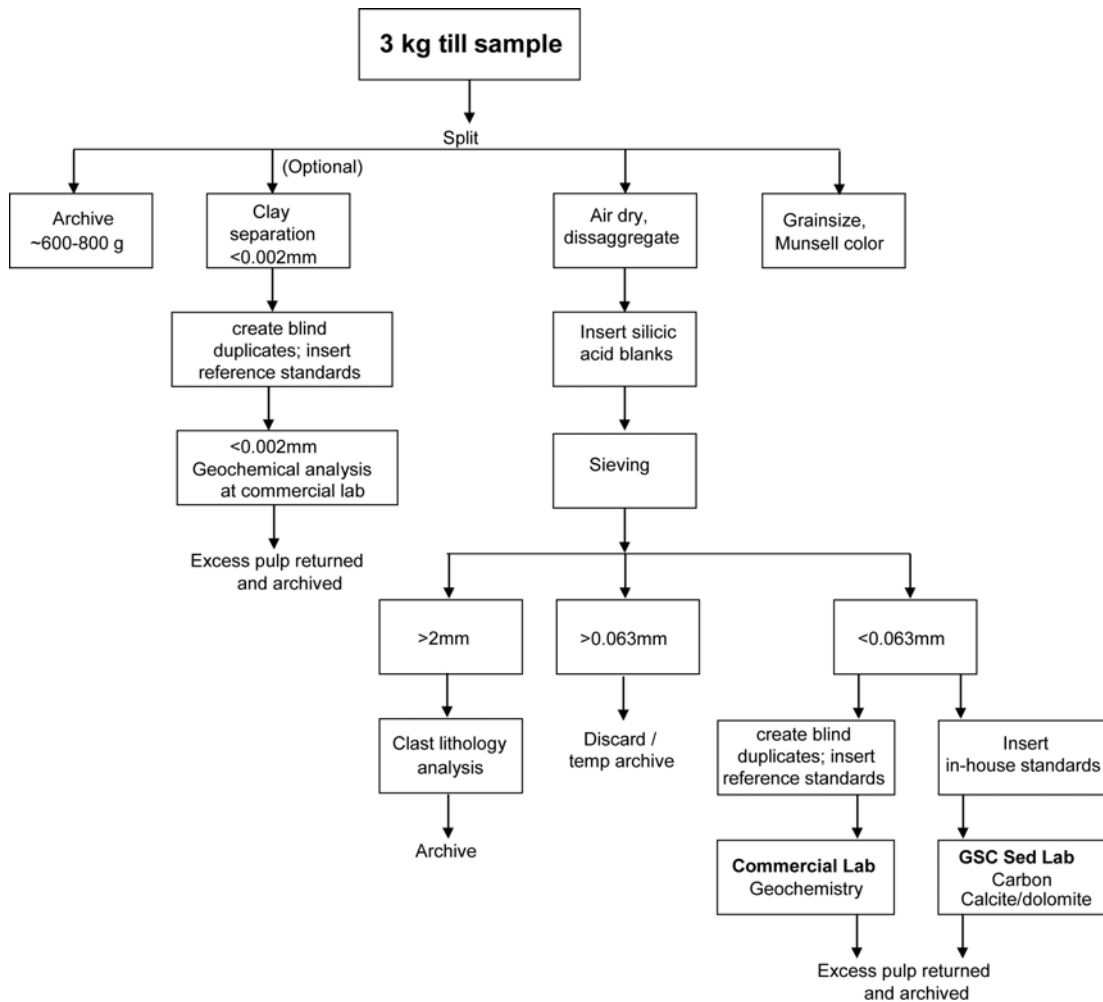 3 kg till sample
Split
(Optional)
Archive
~600-800 g
Clay
separation
<0.002mm
Air dry,
dissaggregate
Grainsize,
Munsell color
create blind
duplicates; insert
reference standards
Insert silicic
acid blanks
<0.002mm
Geochemical analysis
at commercial lab
Sieving
Excess pulp returned
and archived
>2mm
>0.063mm
<0.063mm
Clast lithology
analysis
Discard /
temp archive
create blind
duplicates; insert
reference standards
Insert
in-house standards
Archive
Commercial Lab
Geochemistry
GSC Sed Lab
Carbon
Calcite/dolomite
Excess pulp returned
and archived